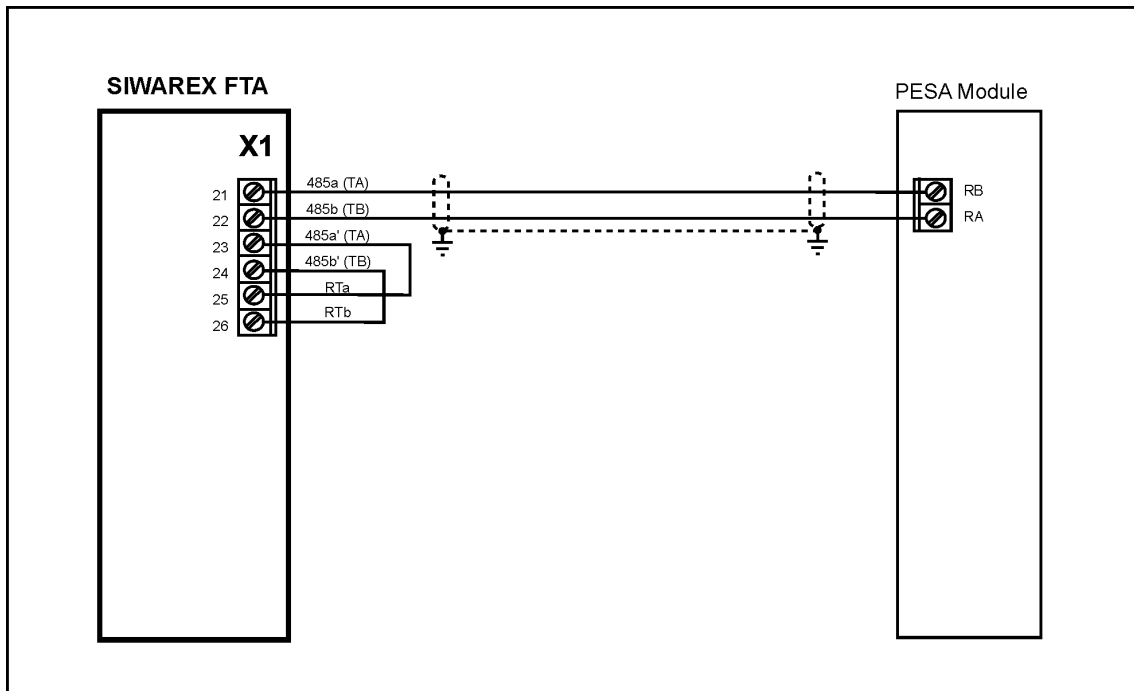 SIWAREX FTA
PESA Module
X1
21 485a (TA) RB
22 485b (TB) RA
23 485a' (TA)
24 485b' (TB)
25 RTa
26 RTb